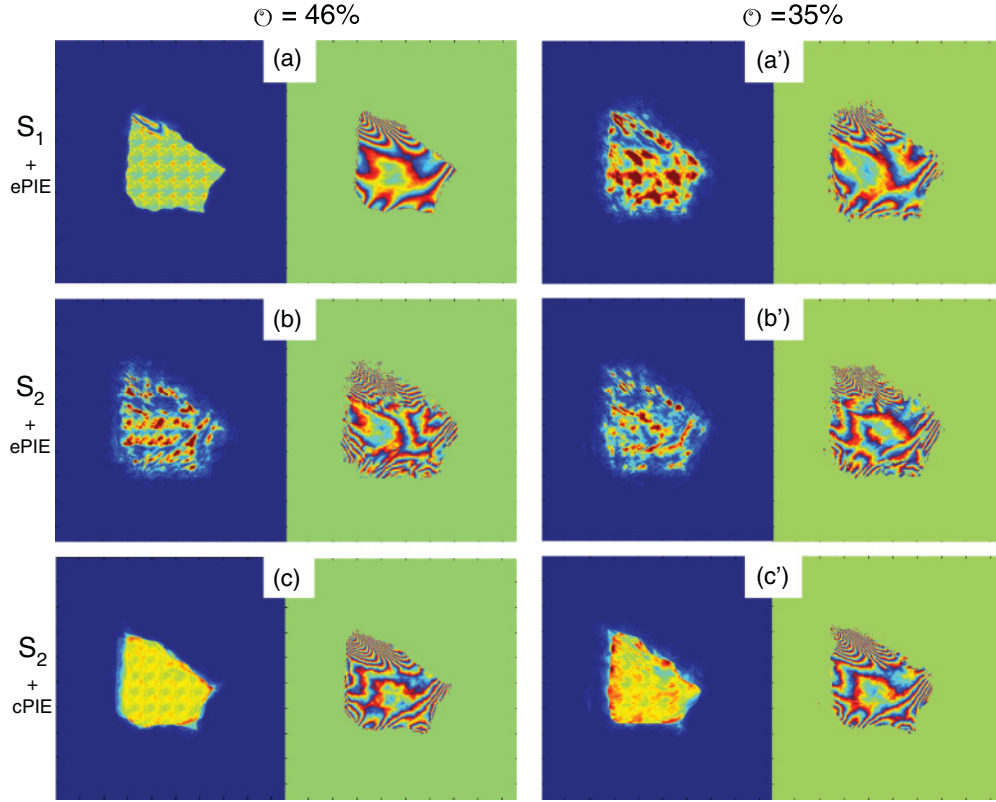 𝒪 = 46%
𝒪 =35%
(a)
(a')
S₁
+
ePIE
(b)
(b')
S₂
+
ePIE
(c)
(c')
S₂
+
cPIE